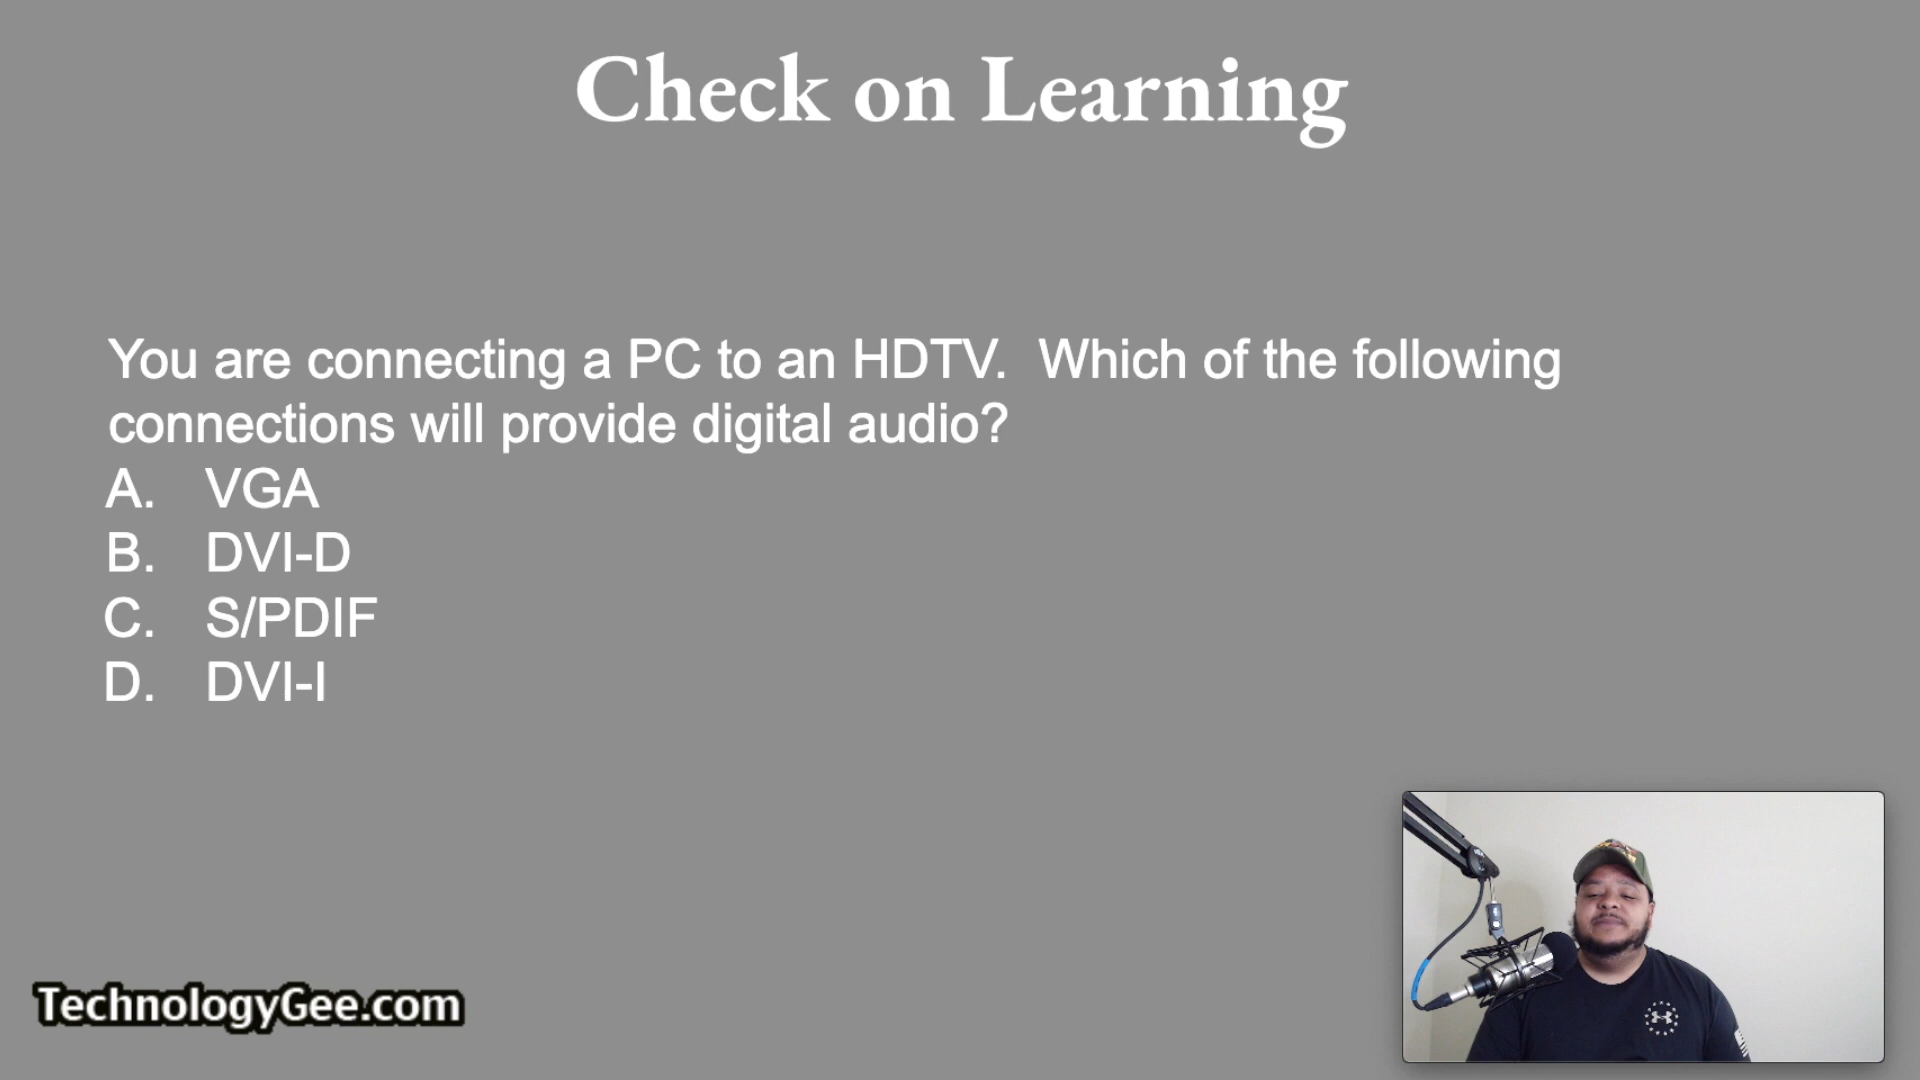 Check on Learning
You are connecting a PC to an HDTV.  Which of the following
connections will provide digital audio?
A. VGA
B. DVI-D
C. S/PDIF
D. DVI-I
TechnologyGee.com